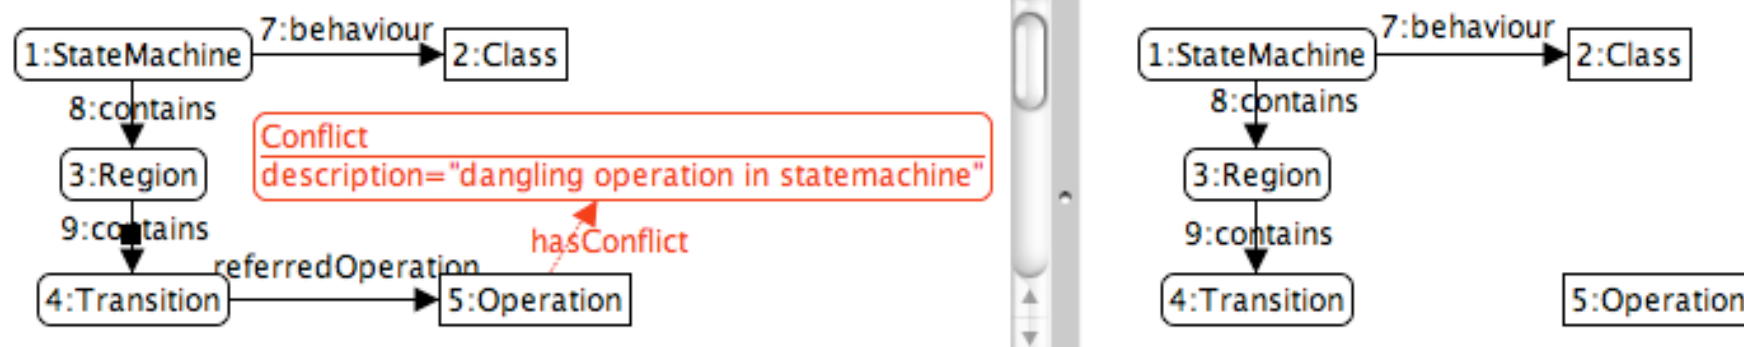 7:behaviour
1:StateMachine
2:Class
8:contains
Conflict
description="dangling operation in statemachine"
3:Region
9:contains
hasConflict
referredOperation
4:Transition
5:Operation
7:behaviour
1:StateMachine
2:Class
8:contains
3:Region
9:contains
4:Transition
5:Operation